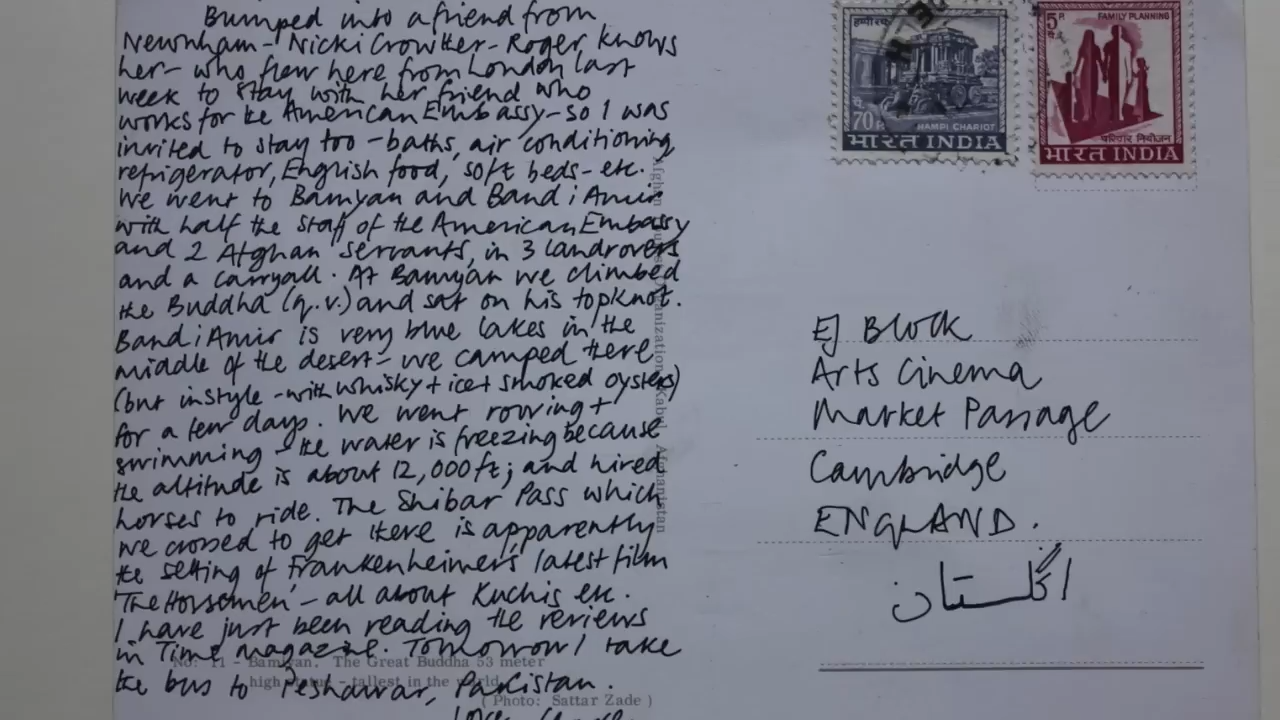 Bumped into a friend from
Newnham - Nicki Crowther - Roger knows
her - who flew here from London last
week to stay with her friend who
works for the American Embassy - so I was
invited to stay too - baths, air conditioning,
refrigerator, English food, soft beds - etc.
We went to Bamyan and Band i Amir
with half the staff of the American Embassy
and 2 Afghan servants, in 3 landrovers
and a carryall. At Bamyan we climbed
the Buddha (q.v.) and sat on his topknot.
Band i Amir is very blue lakes in the
middle of the desert - we camped there
(but in style - with whisky + ice + smoked oysters)
for a few days. We went rowing +
swimming - the water is freezing because
the altitude is about 12,000 ft; and hired
horses to ride. The Shibar Pass which
we crossed to get there is apparently
the setting of Frankenheimer's latest film
'The Horsemen' - all about Kuchis etc.
I have just been reading the reviews
in Time magazine. Tomorrow I take
the bus to Peshawar, Pakistan.
Love
No: 11 - Bamiyan. The Great Buddha 53 meter
high - tallest in the world
( Photo: Sattar Zade )
Organization, Kabul, Afghanistan
70
HAMPI CHARIOT
भारत INDIA
5 P.
FAMILY PLANNING
परिवार नियोजन
भारत INDIA
EJ Block
Arts Cinema
Market Passage
Cambridge
ENGLAND.
انگلستان